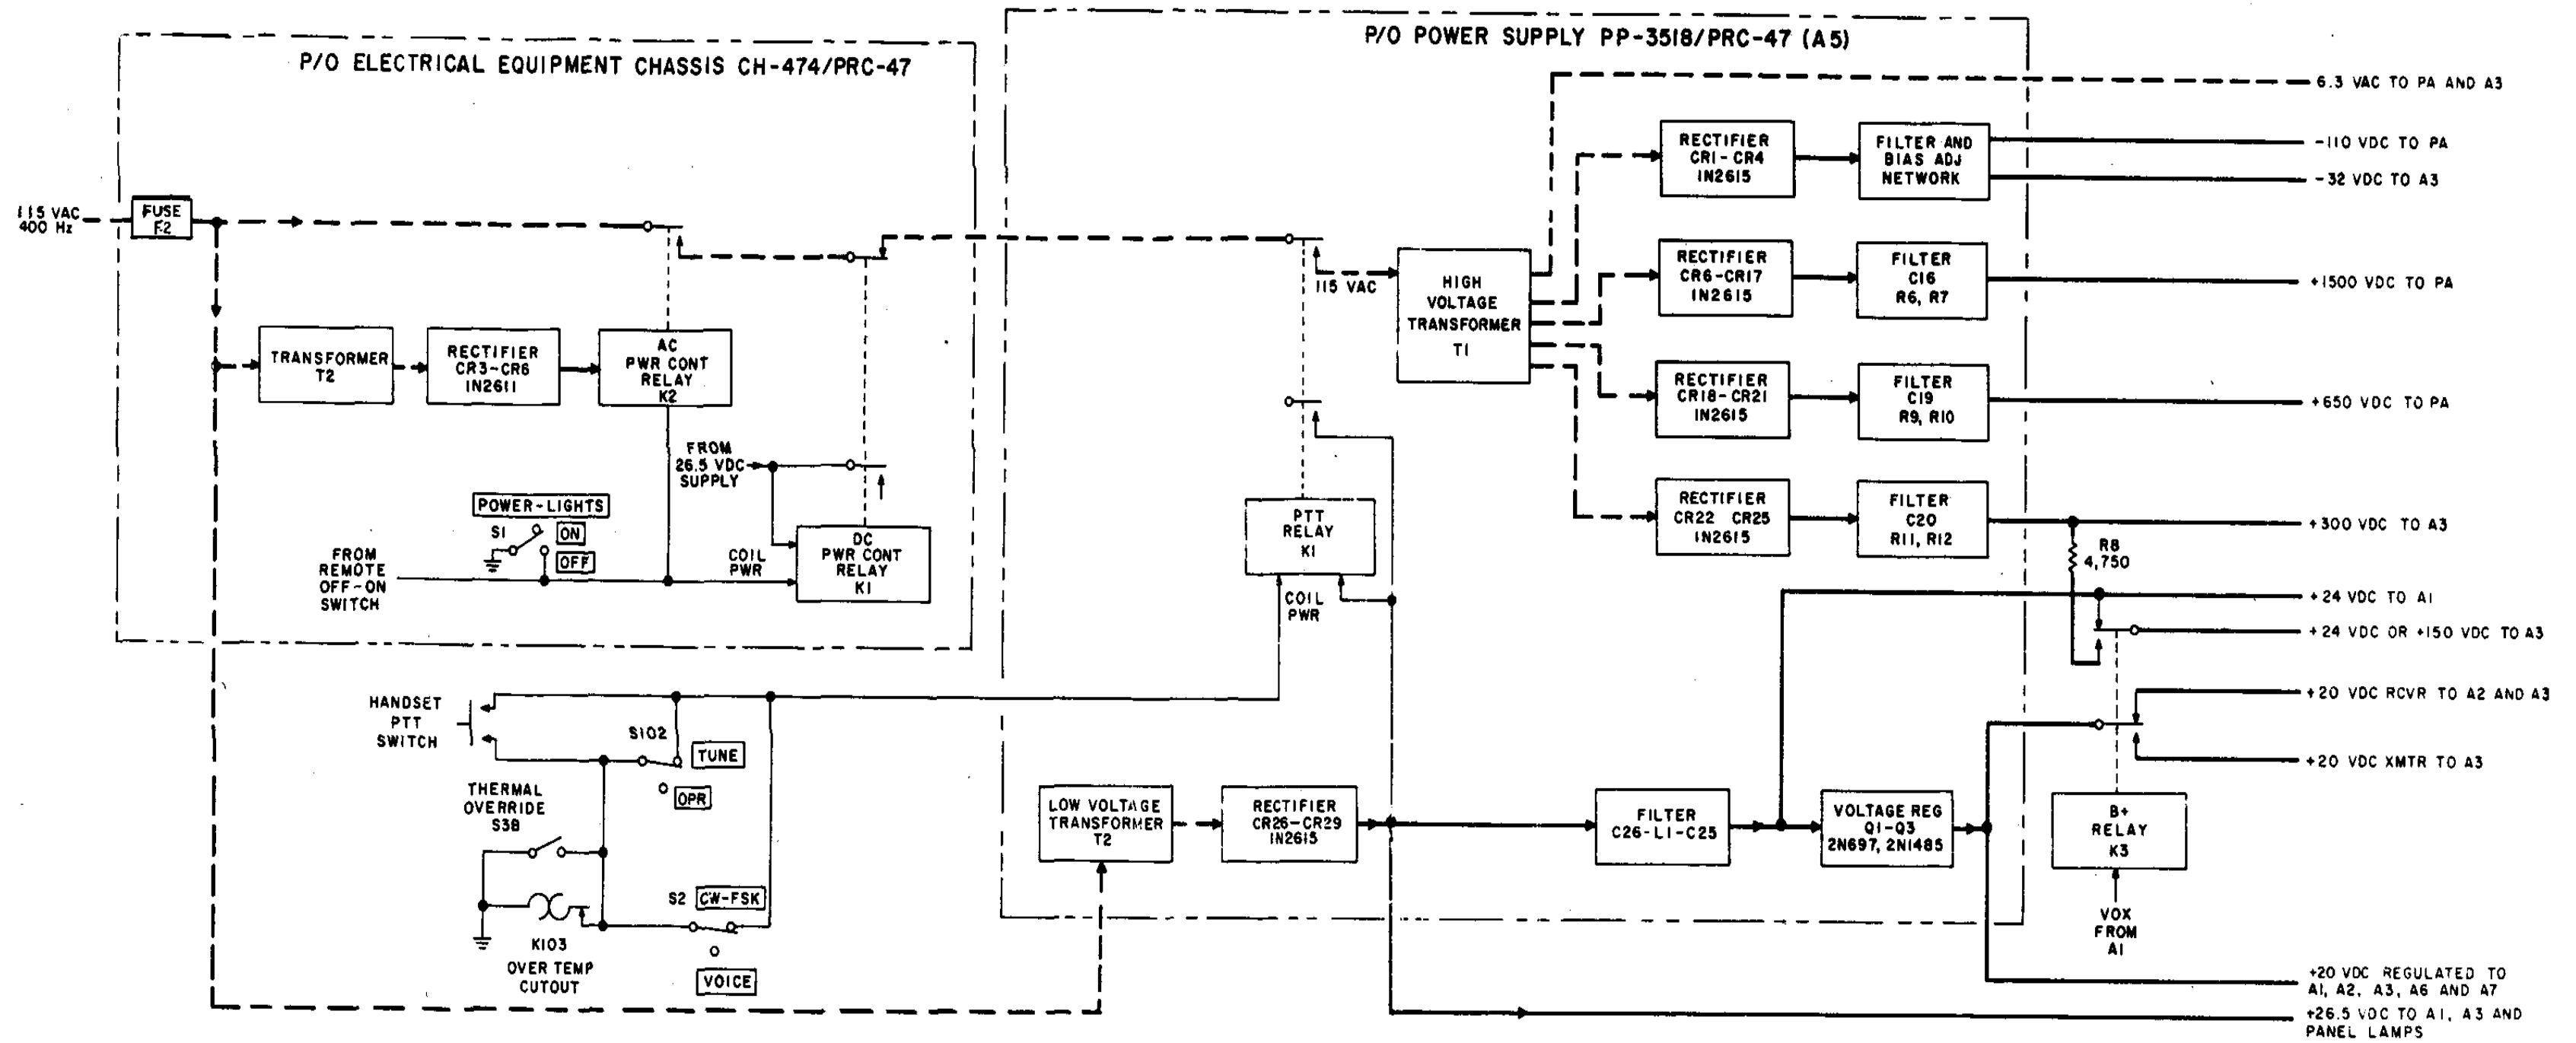 P/O ELECTRICAL EQUIPMENT CHASSIS CH-474/PRC-47
P/O POWER SUPPLY PP-3518/PRC-47 (A5)
115 VAC
400 Hz
FUSE
F2
TRANSFORMER
T2
RECTIFIER
CR3-CR6
IN2611
AC
PWR CONT
RELAY
K2
FROM
26.5 VDC
SUPPLY
POWER-LIGHTS
S1
ON
OFF
FROM
REMOTE
OFF-ON
SWITCH
COIL
PWR
DC
PWR CONT
RELAY
K1
HANDSET
PTT
SWITCH
S102
TUNE
OPR
THERMAL
OVERRIDE
S3B
S2
CW-FSK
K103
OVER TEMP
CUTOUT
VOICE
115 VAC
HIGH
VOLTAGE
TRANSFORMER
T1
PTT
RELAY
K1
COIL
PWR
RECTIFIER
CR1-CR4
IN2615
FILTER AND
BIAS ADJ
NETWORK
RECTIFIER
CR6-CR17
IN2615
FILTER
C16
R6, R7
RECTIFIER
CR18-CR21
IN2615
FILTER
C19
R9, R10
RECTIFIER
CR22 CR25
IN2615
FILTER
C20
R11, R12
R8
4,750
LOW VOLTAGE
TRANSFORMER
T2
RECTIFIER
CR26-CR29
IN2615
FILTER
C26-L1-C25
VOLTAGE REG
Q1-Q3
2N697, 2N1485
B+
RELAY
K3
VOX
FROM
A1
6.3 VAC TO PA AND A3
-110 VDC TO PA
-32 VDC TO A3
+1500 VDC TO PA
+650 VDC TO PA
+300 VDC TO A3
+24 VDC TO A1
+24 VDC OR +150 VDC TO A3
+20 VDC RCVR TO A2 AND A3
+20 VDC XMTR TO A3
+20 VDC REGULATED TO
A1, A2, A3, A6 AND A7
+26.5 VDC TO A1, A3 AND
PANEL LAMPS